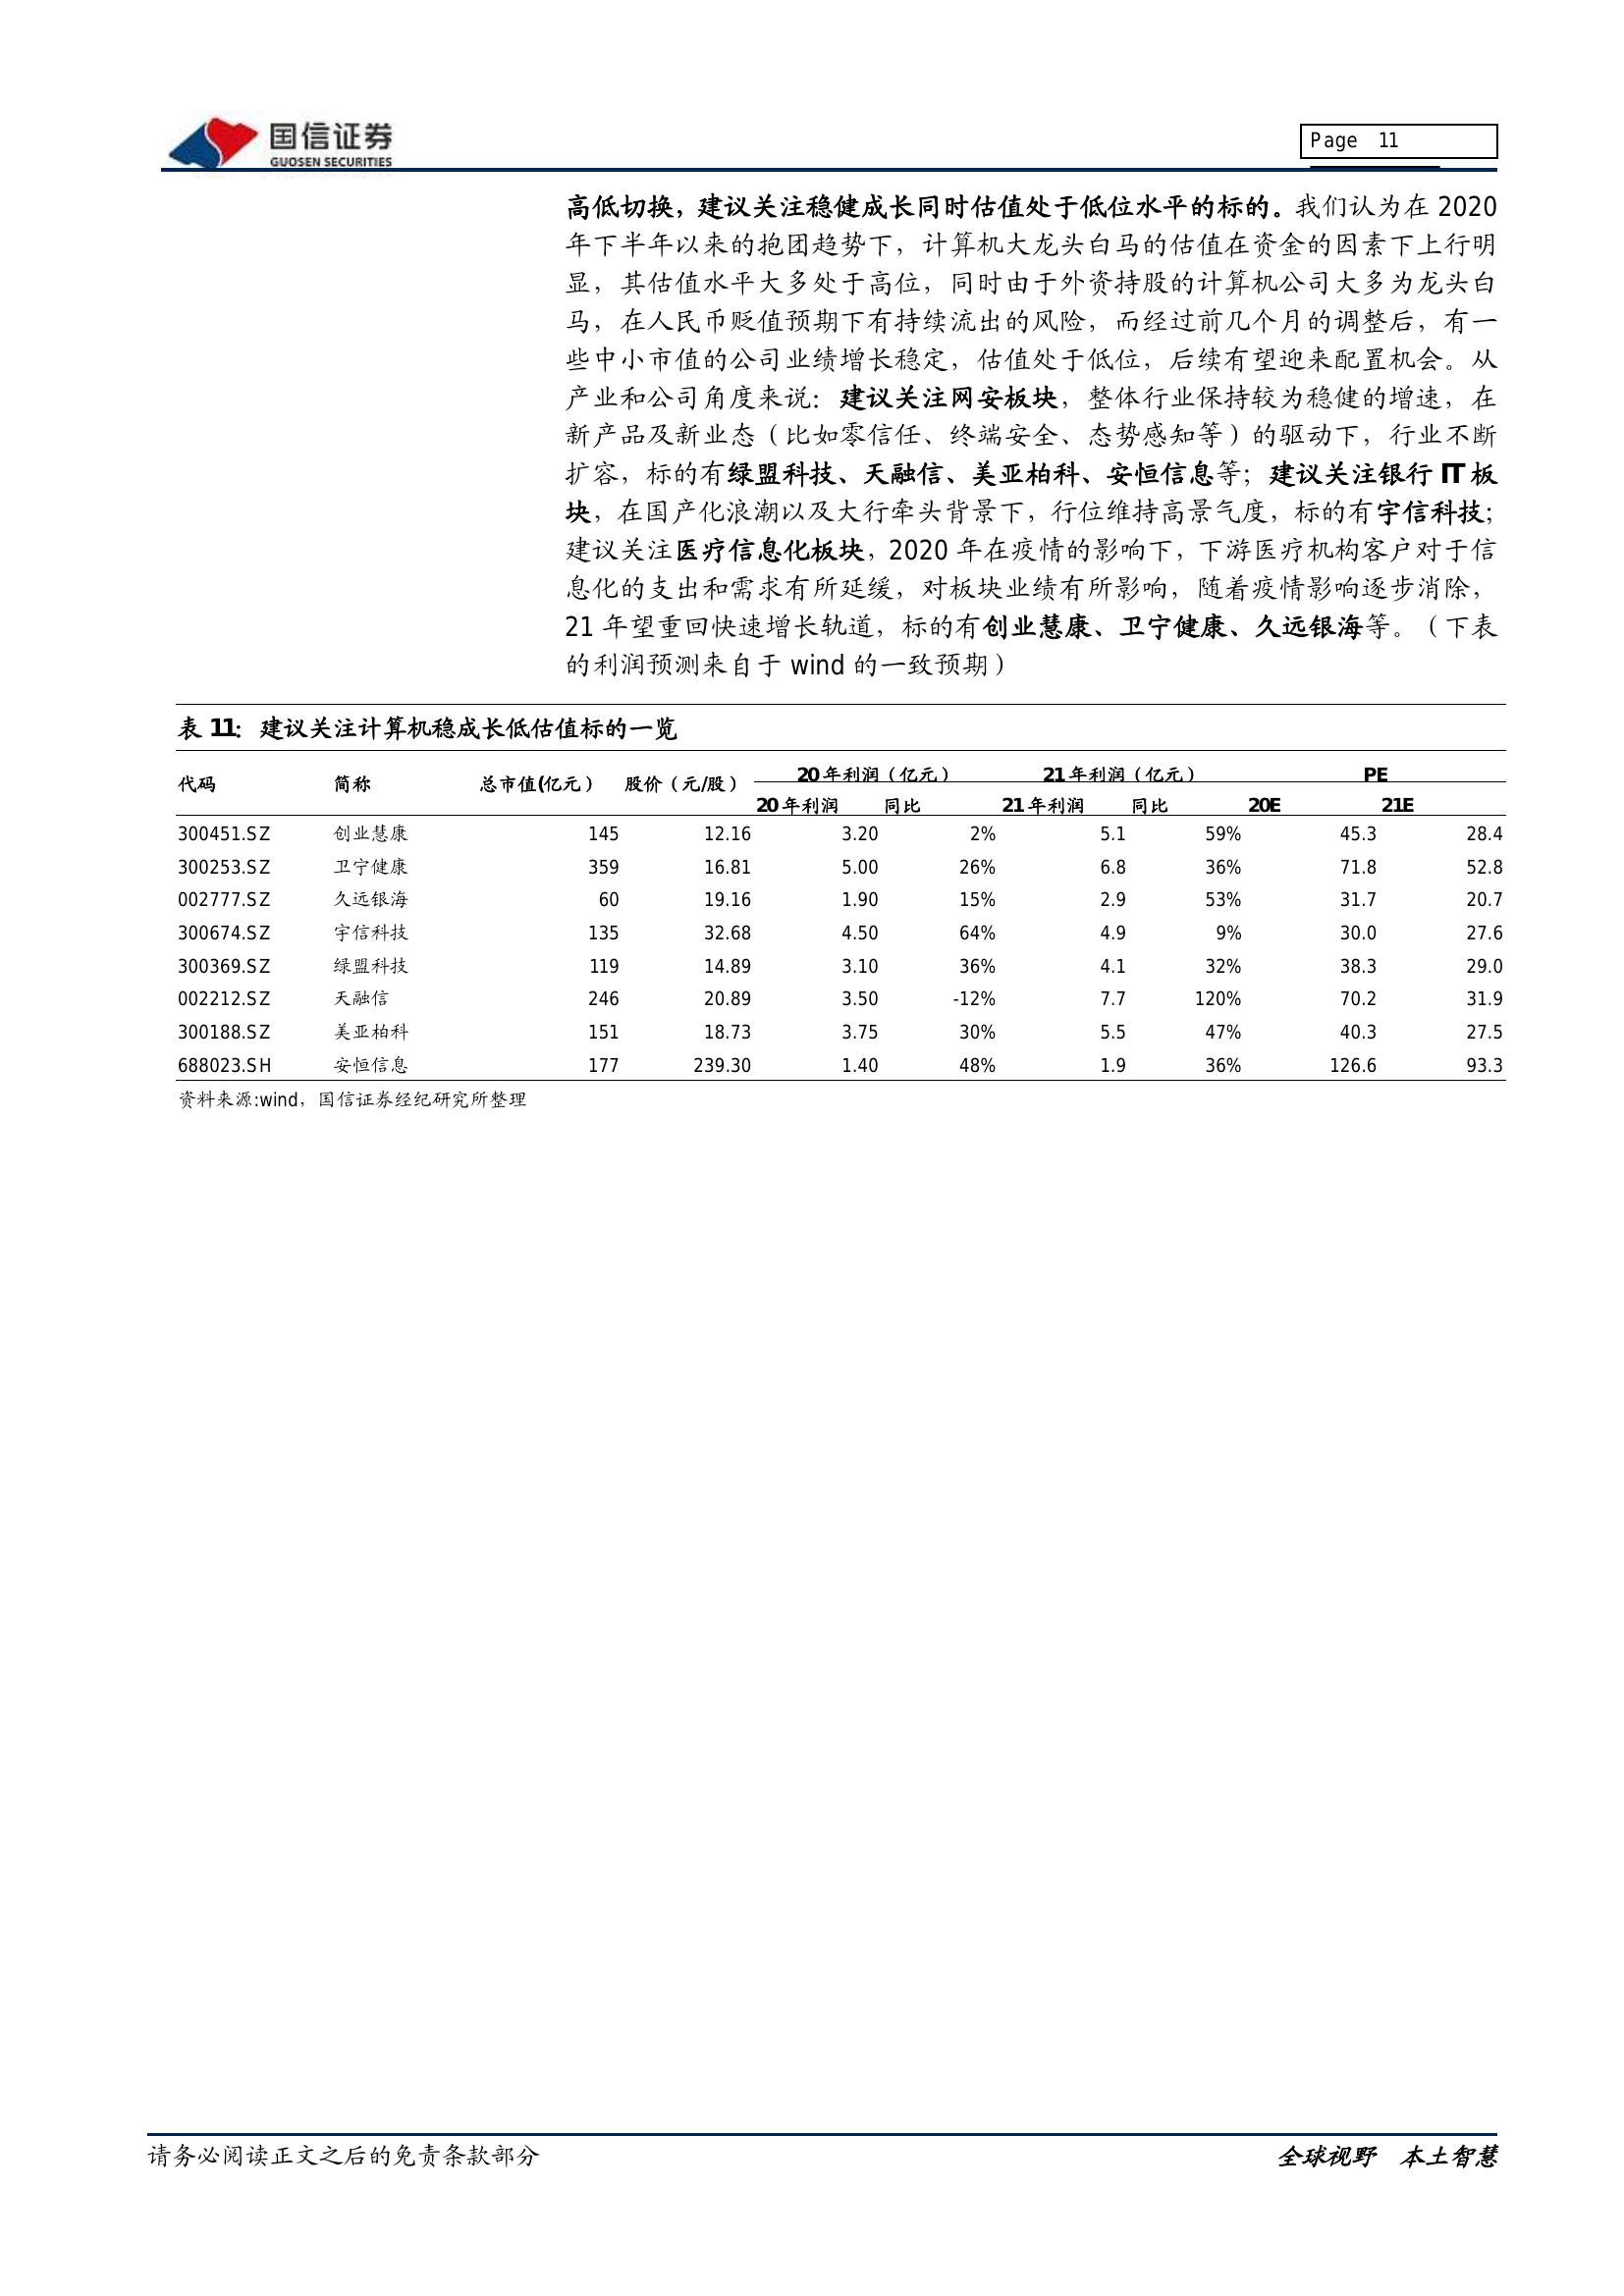 国信证券
GUOSEN SECURITIES
Page 11
高低切换，建议关注稳健成长同时估值处于低位水平的标的。我们认为在 2020
年下半年以来的抱团趋势下，计算机大龙头白马的估值在资金的因素下上行明
显，其估值水平大多处于高位，同时由于外资持股的计算机公司大多为龙头白
马，在人民币贬值预期下有持续流出的风险，而经过前几个月的调整后，有一
些中小市值的公司业绩增长稳定，估值处于低位，后续有望迎来配置机会。从
产业和公司角度来说：建议关注网安板块，整体行业保持较为稳健的增速，在
新产品及新业态（比如零信任、终端安全、态势感知等）的驱动下，行业不断
扩容，标的有绿盟科技、天融信、美亚柏科、安恒信息等；建议关注银行 IT 板
块，在国产化浪潮以及大行牵头背景下，行位维持高景气度，标的有宇信科技；
建议关注医疗信息化板块，2020 年在疫情的影响下，下游医疗机构客户对于信
息化的支出和需求有所延缓，对板块业绩有所影响，随着疫情影响逐步消除，
21 年望重回快速增长轨道，标的有创业慧康、卫宁健康、久远银海等。（下表
的利润预测来自于 wind 的一致预期）
表 11：建议关注计算机稳成长低估值标的一览
代码 简称 总市值(亿元） 股价（元/股） 20 年利润（亿元） 21 年利润（亿元） PE
20 年利润 同比 21 年利润 同比 20E 21E
300451.SZ 创业慧康 145 12.16 3.20 2% 5.1 59% 45.3 28.4
300253.SZ 卫宁健康 359 16.81 5.00 26% 6.8 36% 71.8 52.8
002777.SZ 久远银海 60 19.16 1.90 15% 2.9 53% 31.7 20.7
300674.SZ 宇信科技 135 32.68 4.50 64% 4.9 9% 30.0 27.6
300369.SZ 绿盟科技 119 14.89 3.10 36% 4.1 32% 38.3 29.0
002212.SZ 天融信 246 20.89 3.50 -12% 7.7 120% 70.2 31.9
300188.SZ 美亚柏科 151 18.73 3.75 30% 5.5 47% 40.3 27.5
688023.SH 安恒信息 177 239.30 1.40 48% 1.9 36% 126.6 93.3
资料来源:wind，国信证券经纪研究所整理
请务必阅读正文之后的免责条款部分 全球视野 本土智慧